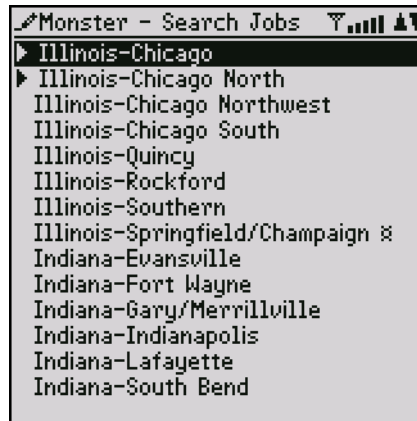 Monster - Search Jobs
Illinois-Chicago
Illinois-Chicago North
Illinois-Chicago Northwest
Illinois-Chicago South
Illinois-Quincy
Illinois-Rockford
Illinois-Southern
Illinois-Springfield/Champaign ¤
Indiana-Evansville
Indiana-Fort Wayne
Indiana-Gary/Merrillville
Indiana-Indianapolis
Indiana-Lafayette
Indiana-South Bend